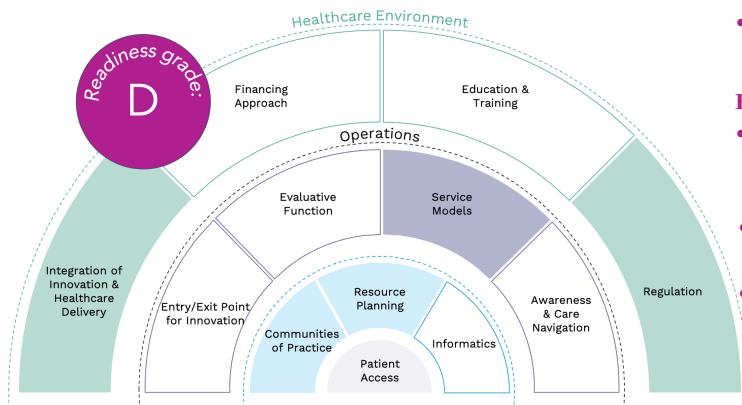 Healthcare Environment
Readiness grade:
D
Financing
Approach
Education &
Training
Operations
Evaluative
Function
Service
Models
Integration of
Innovation &
Healthcare
Delivery
Entry/Exit Point
for Innovation
Resource
Planning
Awareness
& Care
Navigation
Regulation
Communities
of Practice
Informatics
Patient
Access